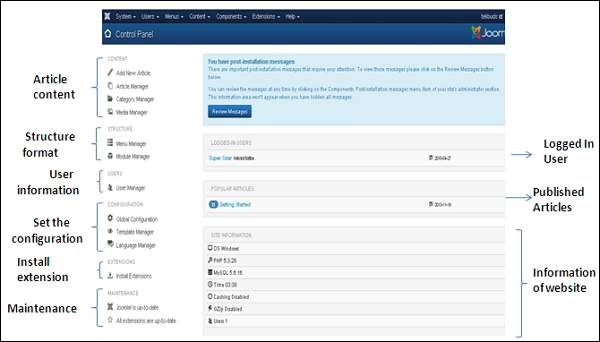 System Users Menus Content Components Extensions Help
Control Panel
Joom
Article content
CONTENT
Add New Article
Article Manager
Category Manager
Media Manager
Structure format
STRUCTURE
Menu Manager
Module Manager
User information
USERS
User Manager
Set the configuration
CONFIGURATION
Global Configuration
Template Manager
Language Manager
Install extension
EXTENSIONS
Install Extensions
Maintenance
MAINTENANCE
Joomla! is up-to-date
All extensions are up-to-date
You have post-installation messages
There are important post-installation messages that require your attention. To view those messages please click on the Review Messages button
below.
You can review the messages at any time by clicking on the Components, Post-installation messages menu item of your site's administrator section.
This information area won't appear when you have hidden all messages.
Review Messages
LOGGED-IN USERS
Super User
Logged In User
POPULAR ARTICLES
Getting Started
Published Articles
SITE INFORMATION
OS Windows
PHP 5.3.28
MySQL 5.6.16
Time 03:38
Caching Disabled
GZip Disabled
Users 1
Information of website